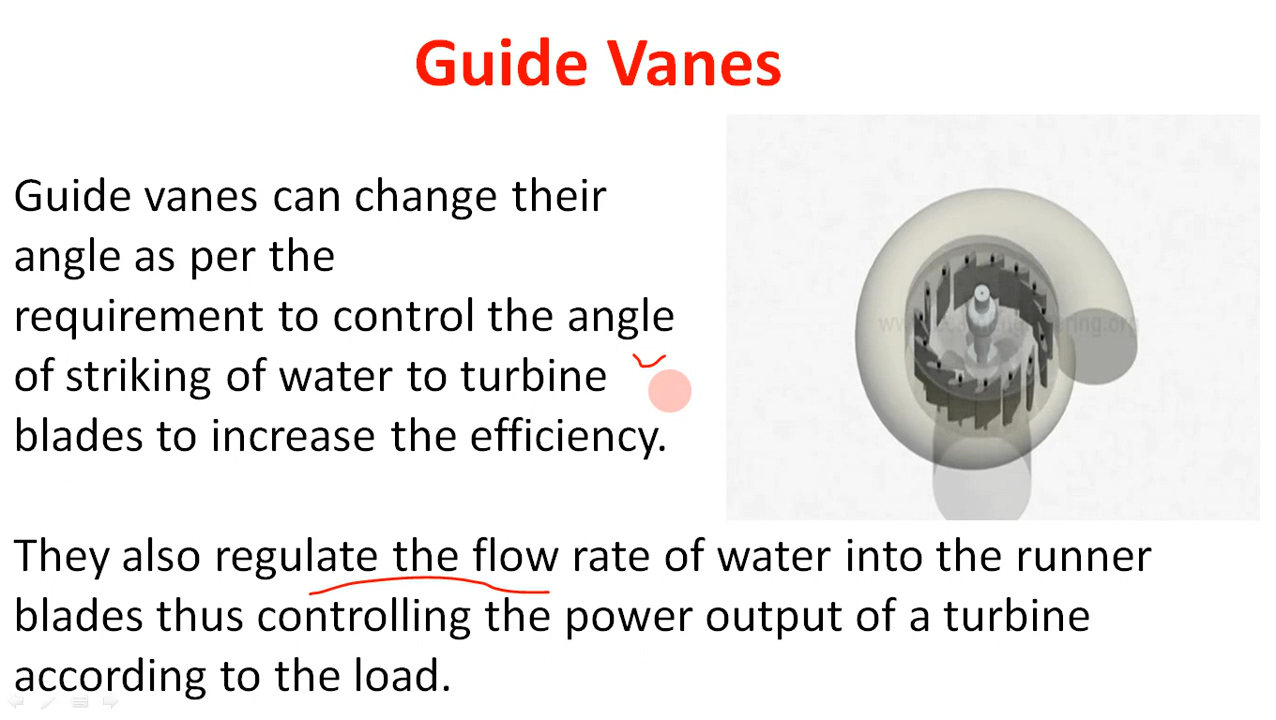 Guide Vanes
Guide vanes can change their
angle as per the
requirement to control the angle
of striking of water to turbine
blades to increase the efficiency.
They also regulate the flow rate of water into the runner
blades thus controlling the power output of a turbine
according to the load.